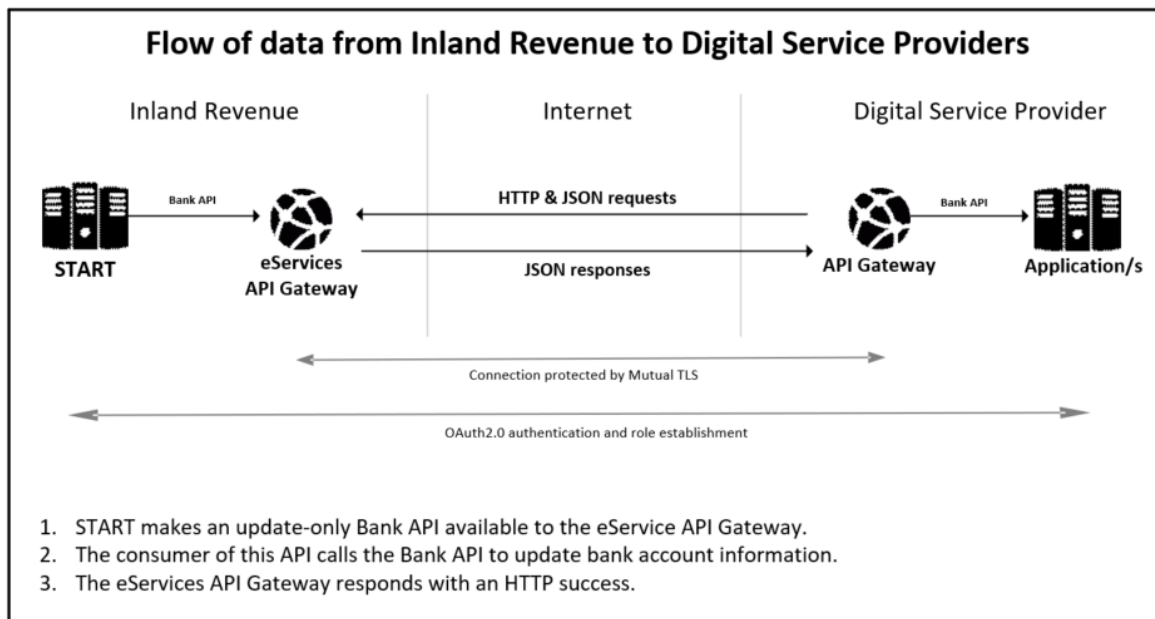 Flow of data from Inland Revenue to Digital Service Providers
Inland Revenue
Internet
Digital Service Provider
Bank API
HTTP & JSON requests
Bank API
START
eServices
API Gateway
JSON responses
API Gateway
Application/s
Connection protected by Mutual TLS
OAuth2.0 authentication and role establishment
1. START makes an update-only Bank API available to the eService API Gateway.
2. The consumer of this API calls the Bank API to update bank account information.
3. The eServices API Gateway responds with an HTTP success.